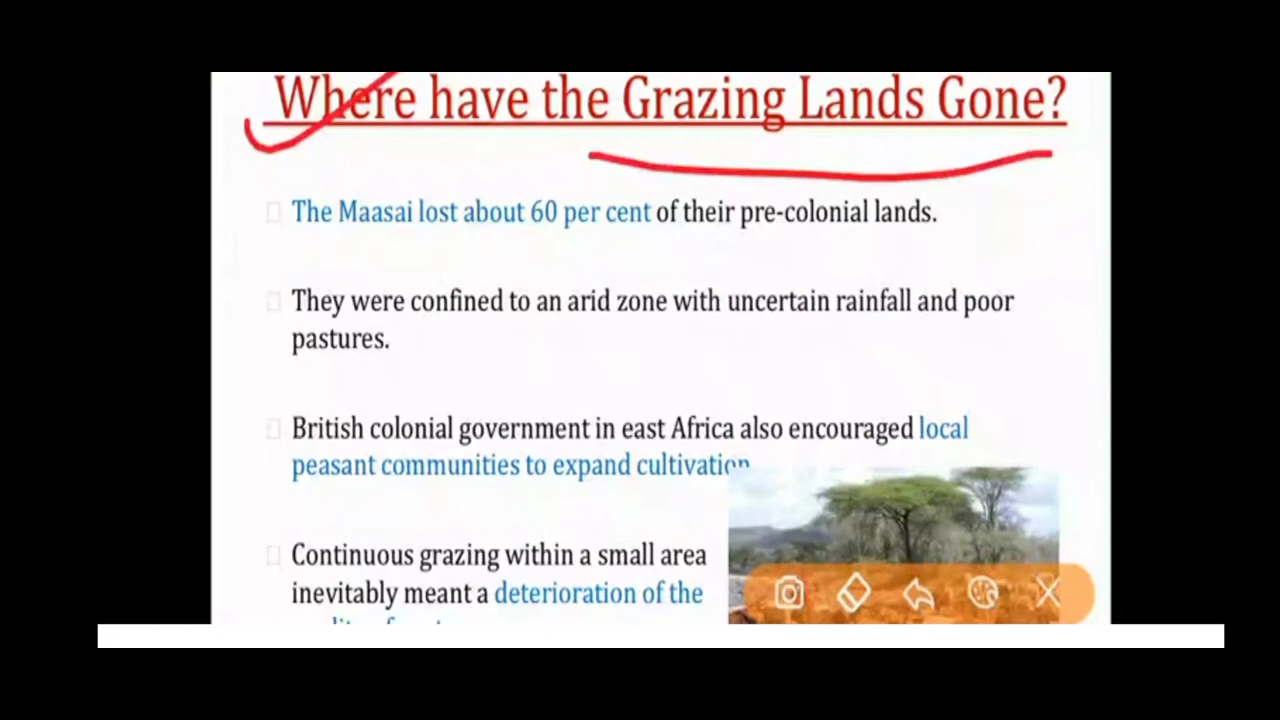 Where have the Grazing Lands Gone?
The Maasai lost about 60 per cent of their pre-colonial lands.
They were confined to an arid zone with uncertain rainfall and poor
pastures.
British colonial government in east Africa also encouraged local
peasant communities to expand cultivation
Continuous grazing within a small area
inevitably meant a deterioration of the